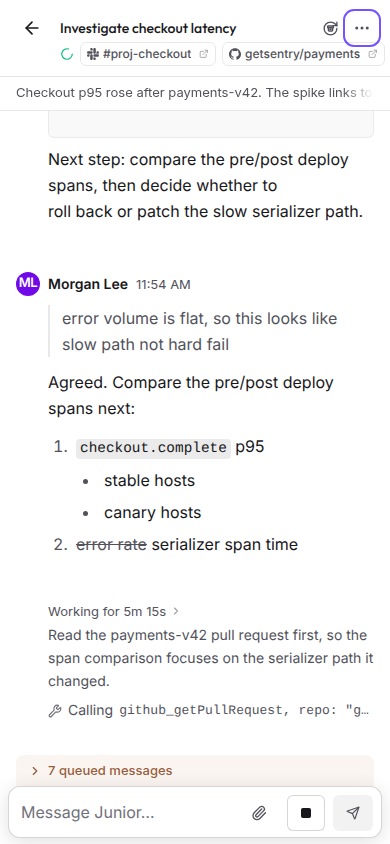 Investigate checkout latency
#proj-checkout
getsentry/payments
Checkout p95 rose after payments-v42. The spike links to
Next step: compare the pre/post deploy
spans, then decide whether to
roll back or patch the slow serializer path.
ML
Morgan Lee 11:54 AM
error volume is flat, so this looks like
slow path not hard fail
Agreed. Compare the pre/post deploy
spans next:
1. checkout.complete p95
• stable hosts
• canary hosts
2. error rate serializer span time
Working for 5m 15s
Read the payments-v42 pull request first, so the
span comparison focuses on the serializer path it
changed.
Calling github_getPullRequest, repo: "g…
7 queued messages
Message Junior...